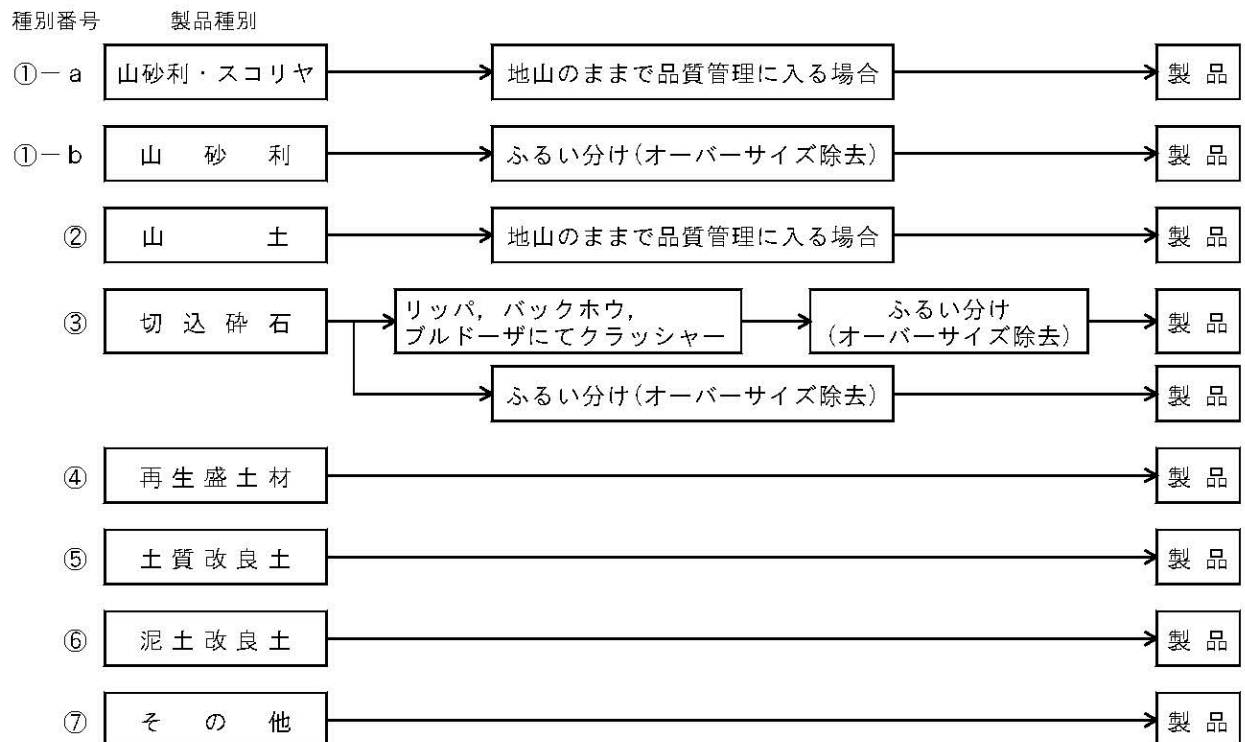 種別番号 製品種別
①－a 山砂利・スコリヤ 地山のままで品質管理に入る場合 製品
①－b 山砂利 ふるい分け(オーバーサイズ除去) 製品
② 山土 地山のままで品質管理に入る場合 製品
③ 切込砕石
リッパ，バックホウ，
ブルドーザにてクラッシャー
ふるい分け
(オーバーサイズ除去)
製品
ふるい分け(オーバーサイズ除去) 製品
④ 再生盛土材 製品
⑤ 土質改良土 製品
⑥ 泥土改良土 製品
⑦ その他 製品